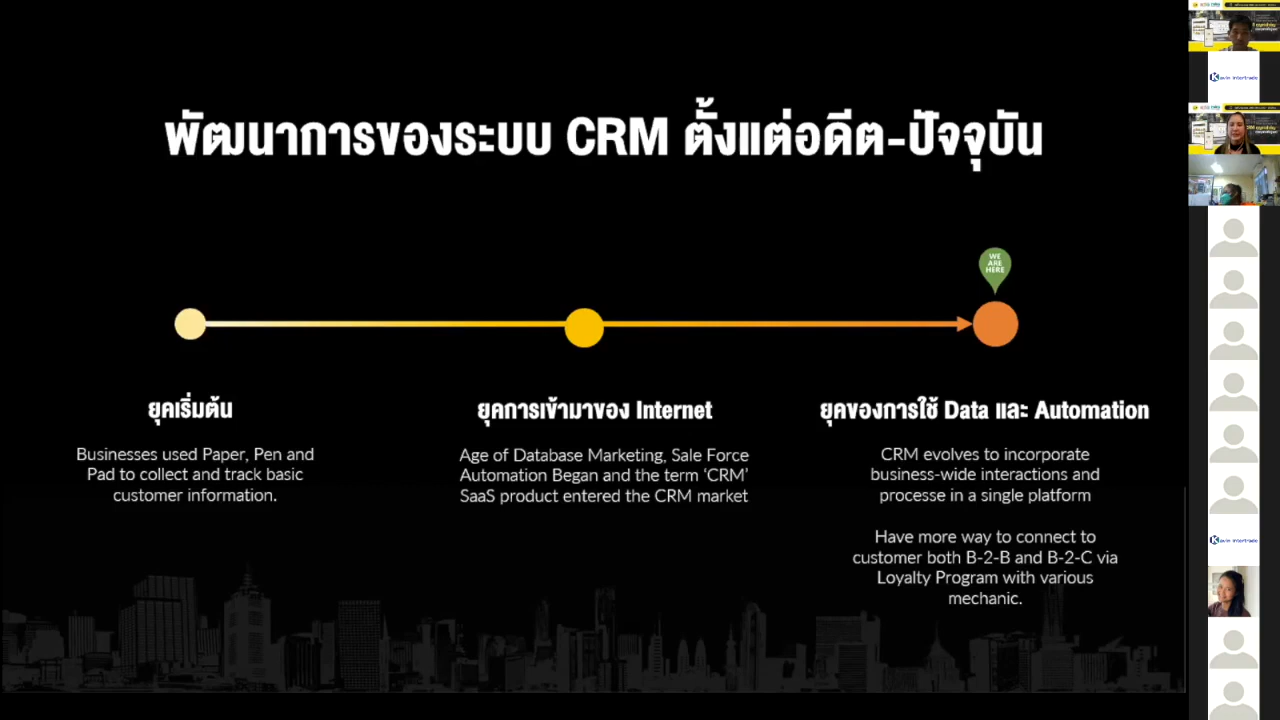 พัฒนาการของระบบ CRM ตั้งแต่อดีต-ปัจจุบัน
WE
ARE
HERE
ยุคเริ่มต้น
Businesses used Paper, Pen and
Pad to collect and track basic
customer information.
ยุคการเข้ามาของ Internet
Age of Database Marketing, Sale Force
Automation Began and the term ‘CRM’
SaaS product entered the CRM market
ยุคของการใช้ Data และ Automation
CRM evolves to incorporate
business-wide interactions and
processe in a single platform
Have more way to connect to
customer both B-2-B and B-2-C via
Loyalty Program with various
mechanic.
Kavin Intertrade
Kavin Intertrade